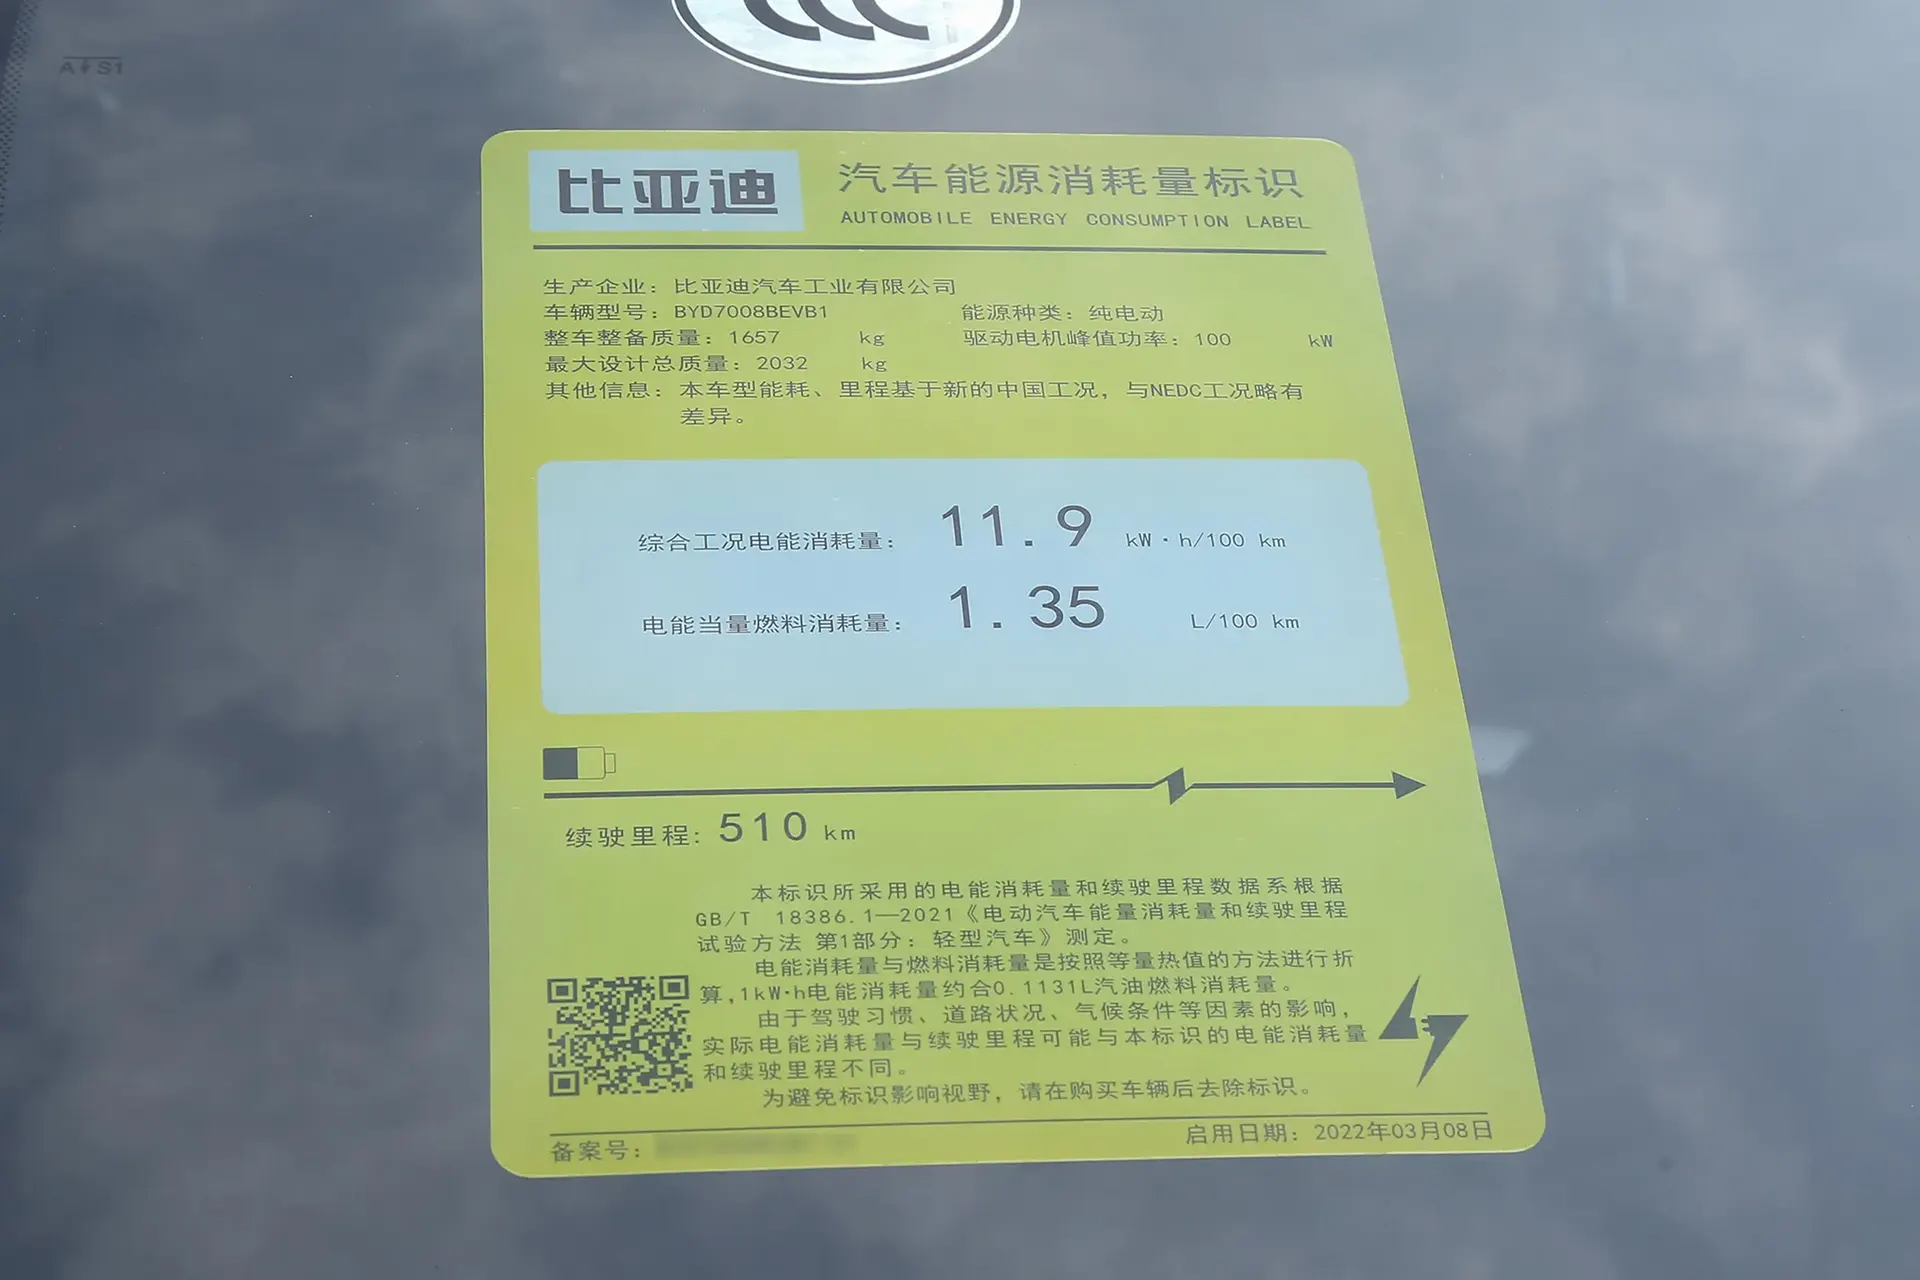 比亚迪
汽车能源消耗量标识
AUTOMOBILE ENERGY CONSUMPTION LABEL
生产企业：比亚迪汽车工业有限公司
车辆型号：BYD7008BEVB1 能源种类：纯电动
整车整备质量：1657 kg 驱动电机峰值功率：100 kW
最大设计总质量：2032 kg
其他信息：本车型能耗、里程基于新的中国工况，与NEDC工况略有
差异。
综合工况电能消耗量：11.9 kW·h/100 km
电能当量燃料消耗量：1.35 L/100 km
续驶里程：510 km
本标识所采用的电能消耗量和续驶里程数据系根据
GB/T 18386.1—2021《电动汽车能量消耗量和续驶里程
试验方法 第1部分：轻型汽车》测定。
电能消耗量与燃料消耗量是按照等量热值的方法进行折
算,1kW·h电能消耗量约合0.1131L汽油燃料消耗量。
由于驾驶习惯、道路状况、气候条件等因素的影响，
实际电能消耗量与续驶里程可能与本标识的电能消耗量
和续驶里程不同。
为避免标识影响视野，请在购买车辆后去除标识。
备案号：
启用日期：2022年03月08日